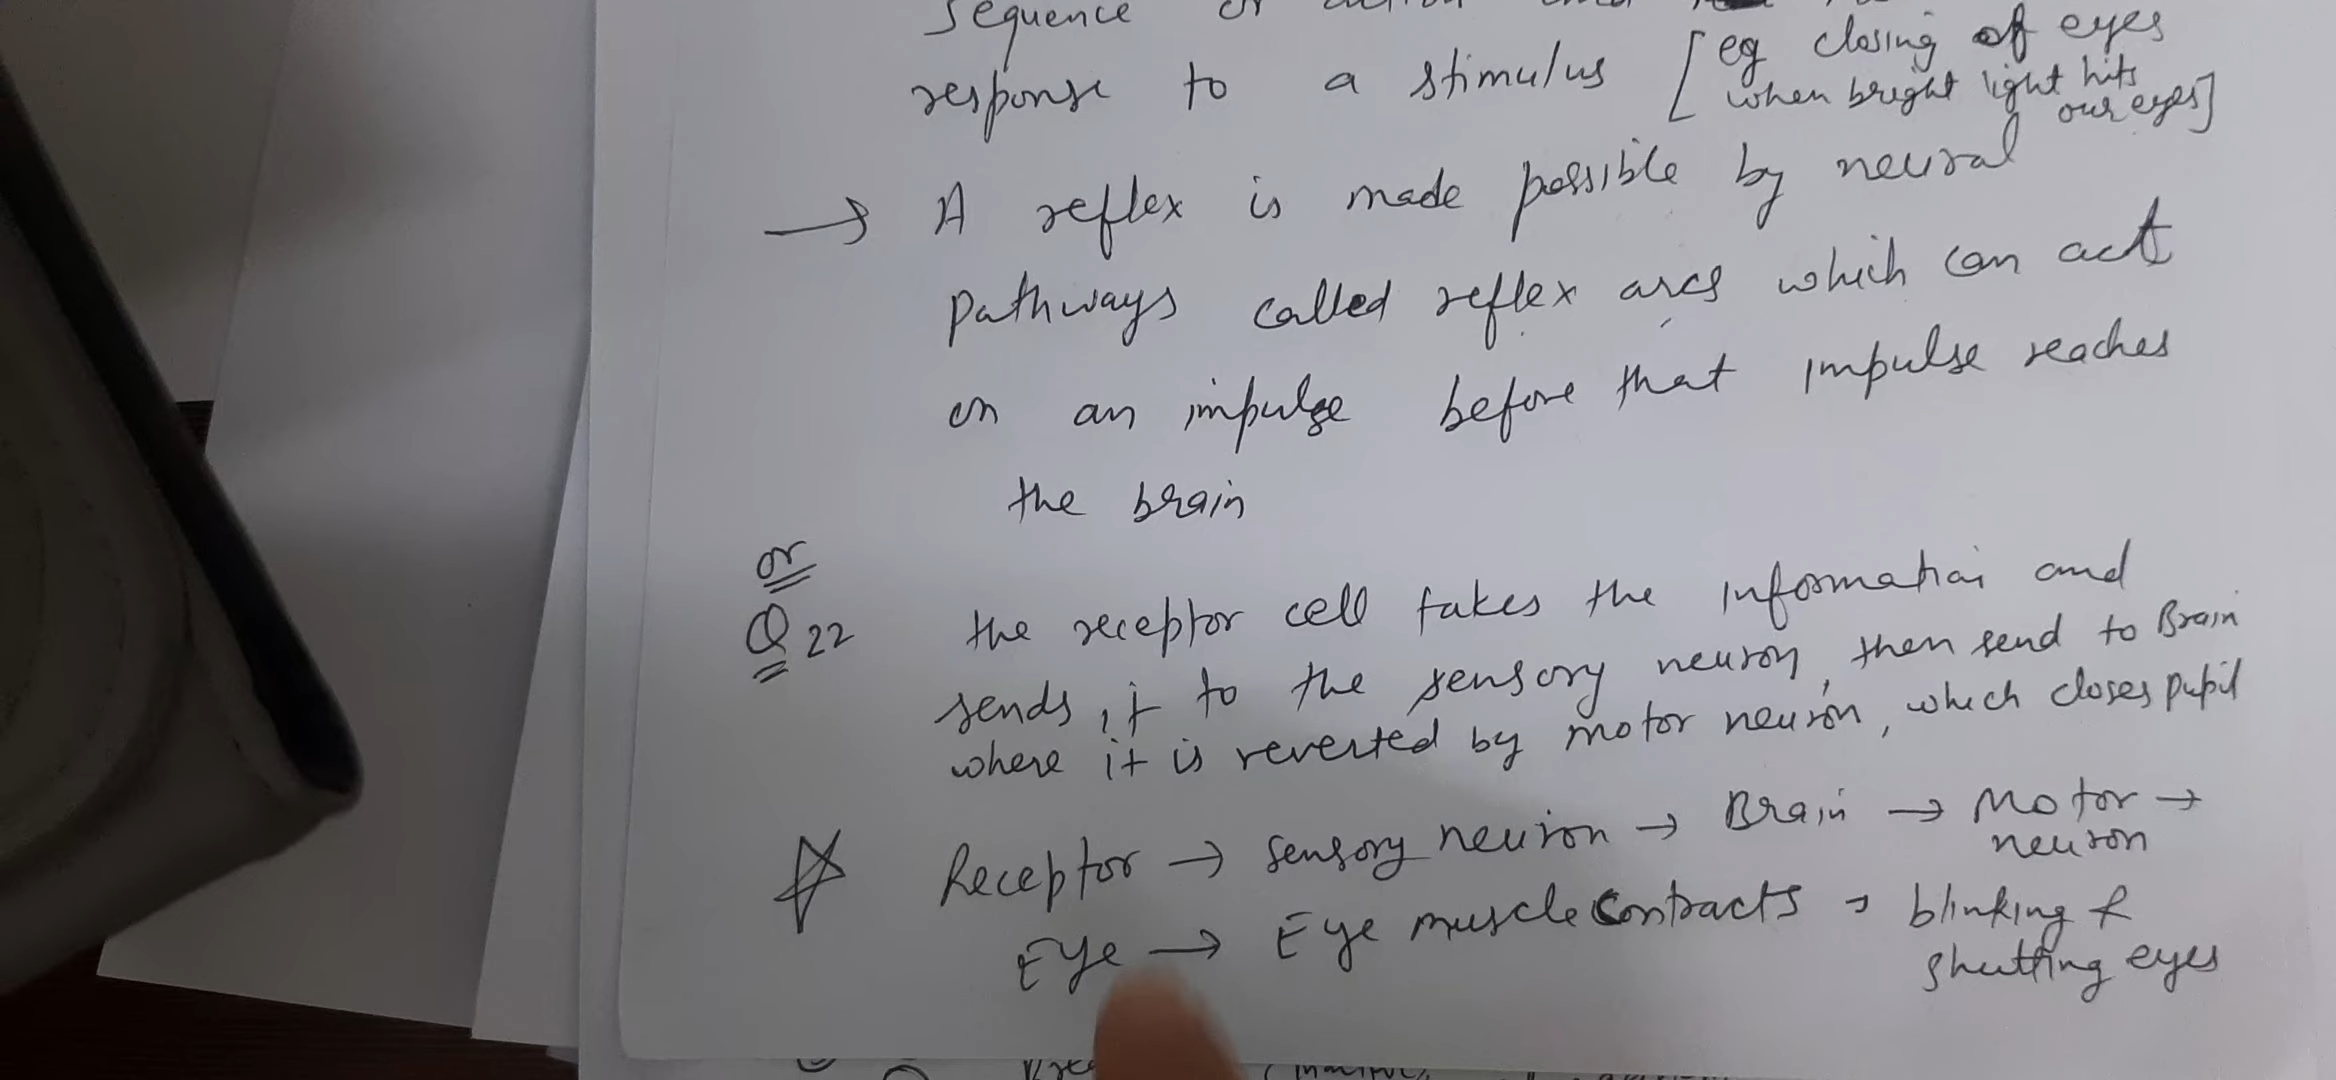 sequence of action
response to a stimulus [eg closing of eyes
when bright light hits
our eyes]
→ A reflex is made possible by neural
pathways called reflex arcs which can act
on an impulse before that impulse reaches
the brain
or
Q22 the receptor cell takes the information and
sends it to the sensory neuron, then send to Brain
where it is reverted by motor neuron, which closes pupil
☆ Receptor → sensory neuron → Brain → Motor →
neuron
Eye → Eye muscle contracts → blinking &
shutting eyes